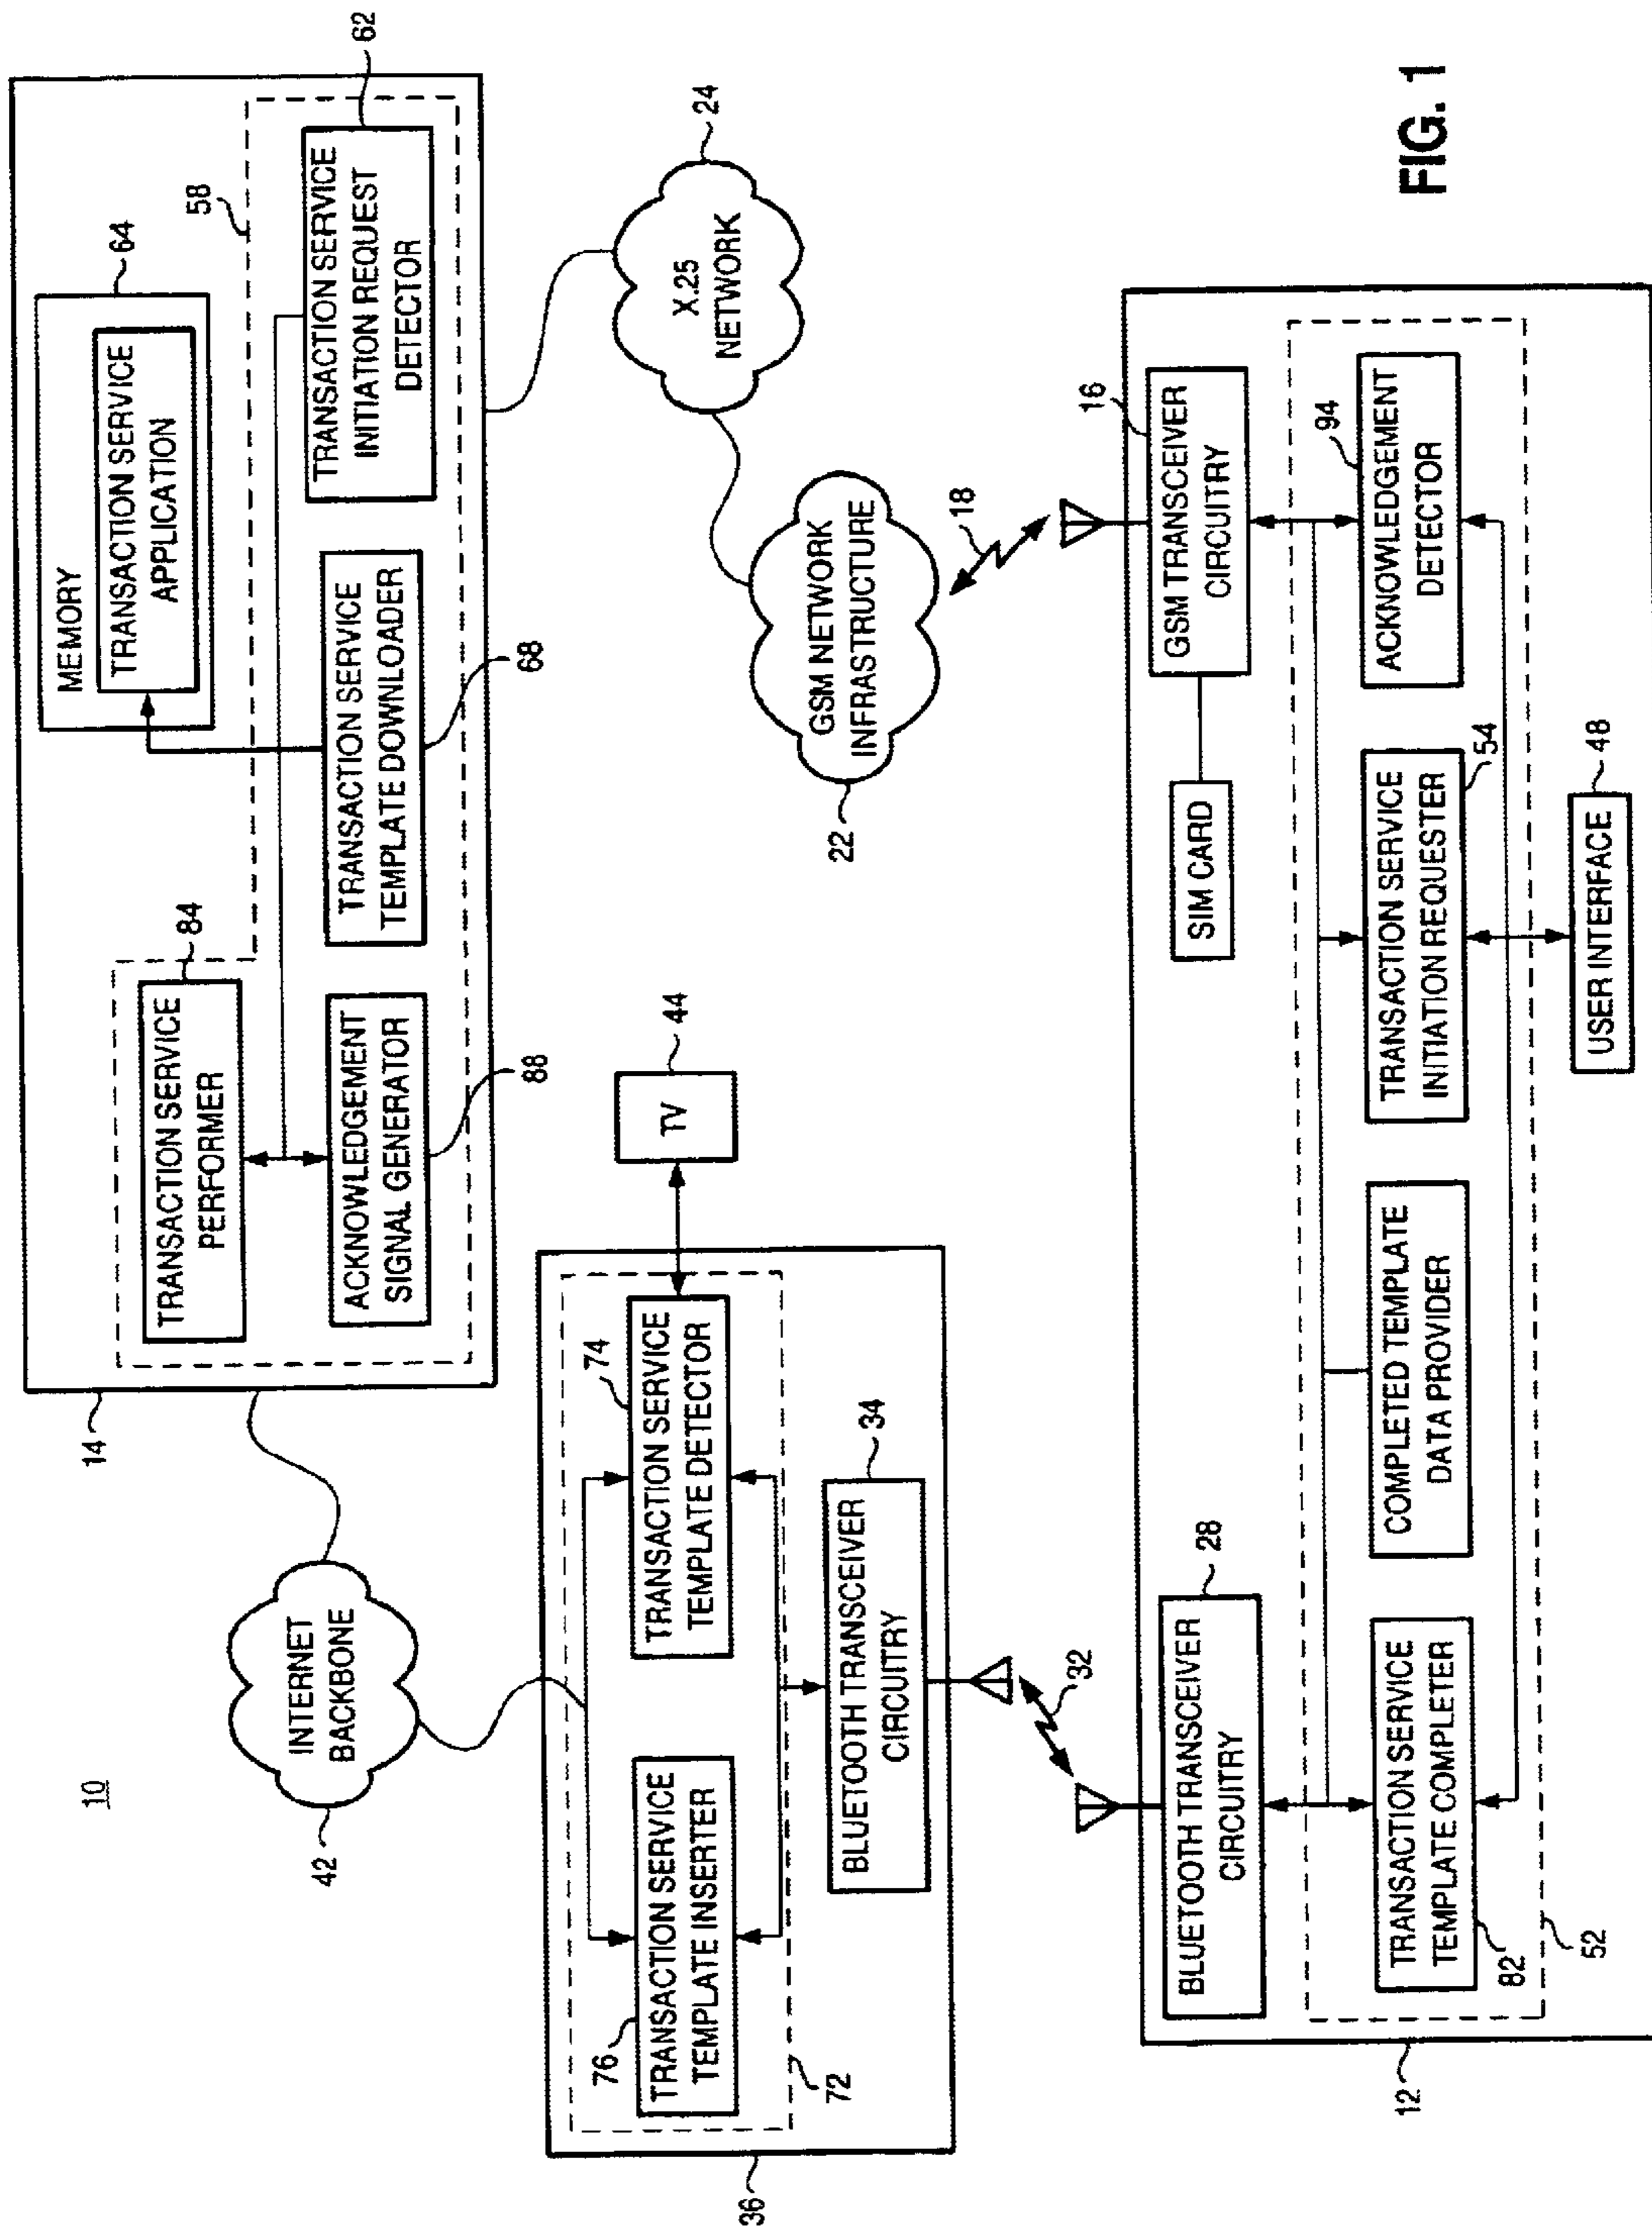 10
14
TRANSACTION SERVICE
PERFORMER
84
ACKNOWLEDGEMENT
SIGNAL GENERATOR
88
MEMORY
TRANSACTION SERVICE
APPLICATION
64
58
TRANSACTION SERVICE
TEMPLATE DOWNLOADER
68
TRANSACTION SERVICE
INITIATION REQUEST
DETECTOR
62
INTERNET
BACKBONE
42
36
76
TRANSACTION SERVICE
TEMPLATE INSERTER
74
TRANSACTION SERVICE
TEMPLATE DETECTOR
72
BLUETOOTH TRANSCEIVER
CIRCUITRY
34
TV
44
X.25
NETWORK
24
GSM NETWORK
INFRASTRUCTURE
22
32
18
12
BLUETOOTH TRANSCEIVER
CIRCUITRY
28
SIM CARD
GSM TRANSCEIVER
CIRCUITRY
16
TRANSACTION SERVICE
TEMPLATE COMPLETER
82
52
COMPLETED TEMPLATE
DATA PROVIDER
TRANSACTION SERVICE
INITIATION REQUESTER
54
ACKNOWLEDGEMENT
DETECTOR
94
USER INTERFACE
48
FIG. 1